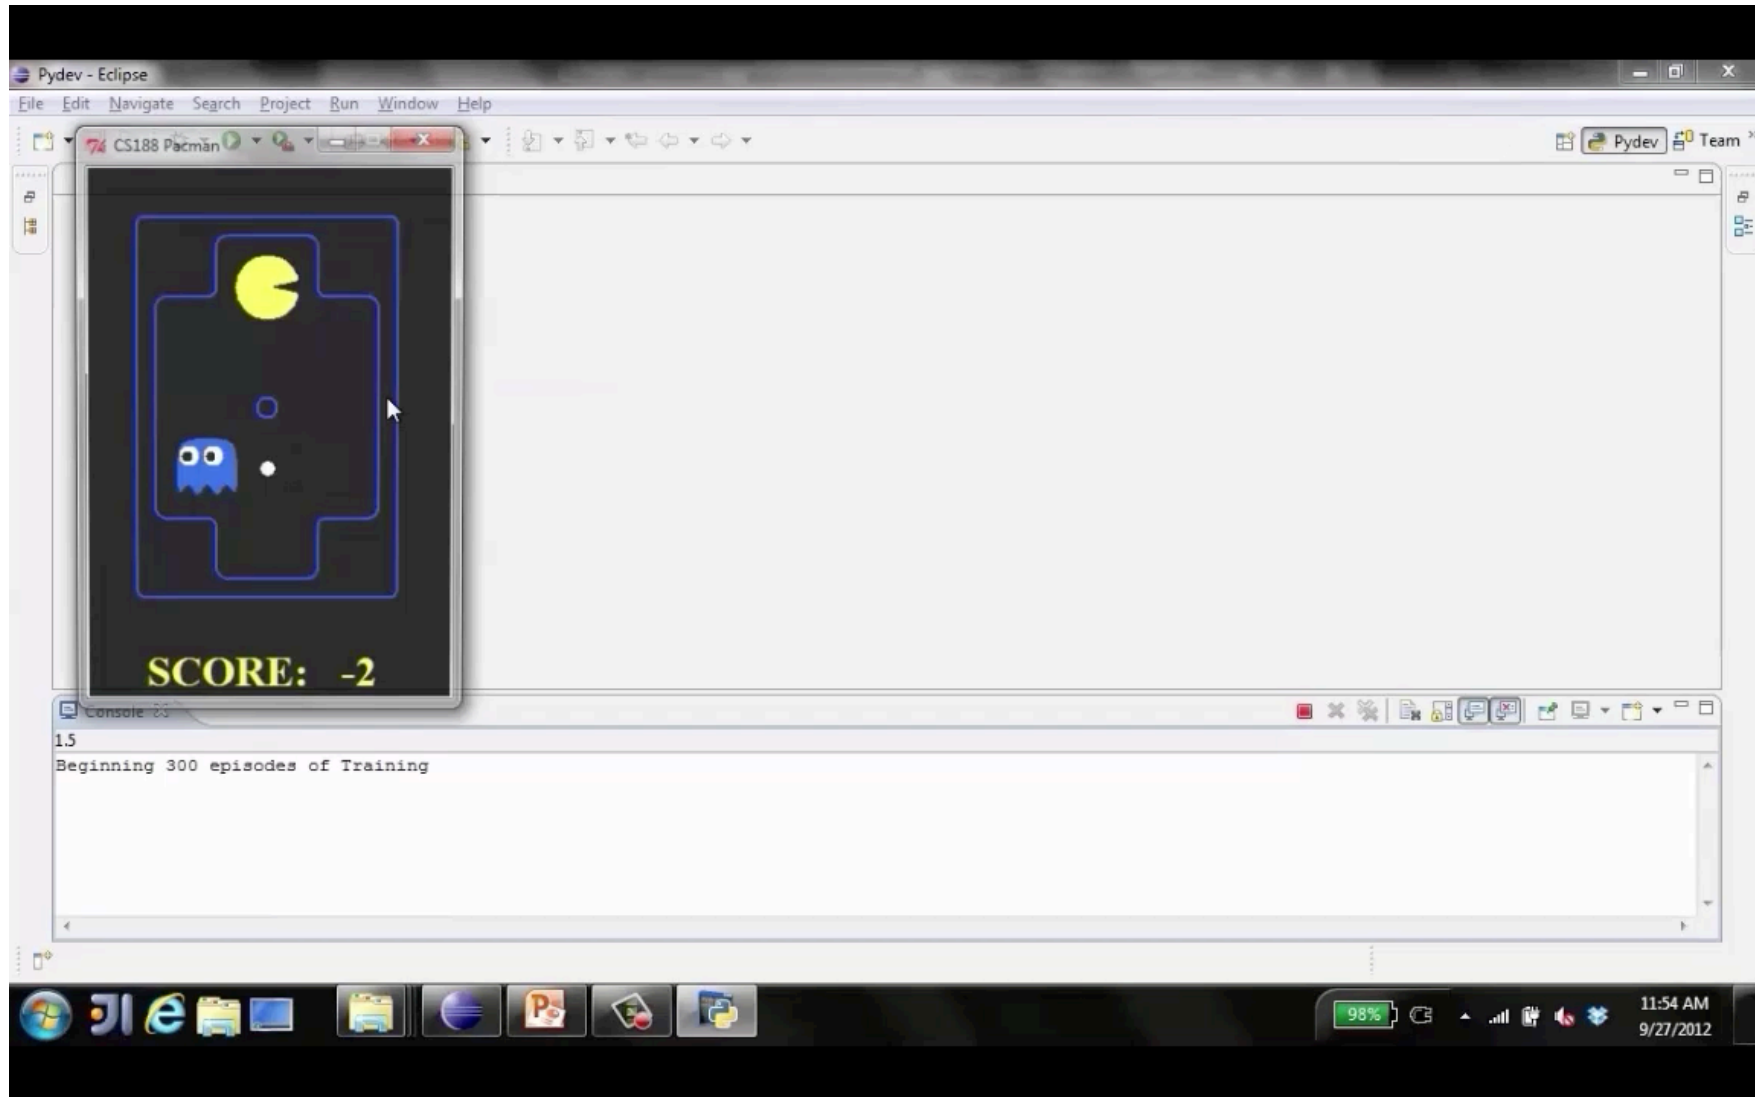 Pydev - Eclipse
File Edit Navigate Search Project Run Window Help
CS188 Pacman
Pydev Team
SCORE: -2
Console
1.5
Beginning 300 episodes of Training
98%
11:54 AM
9/27/2012